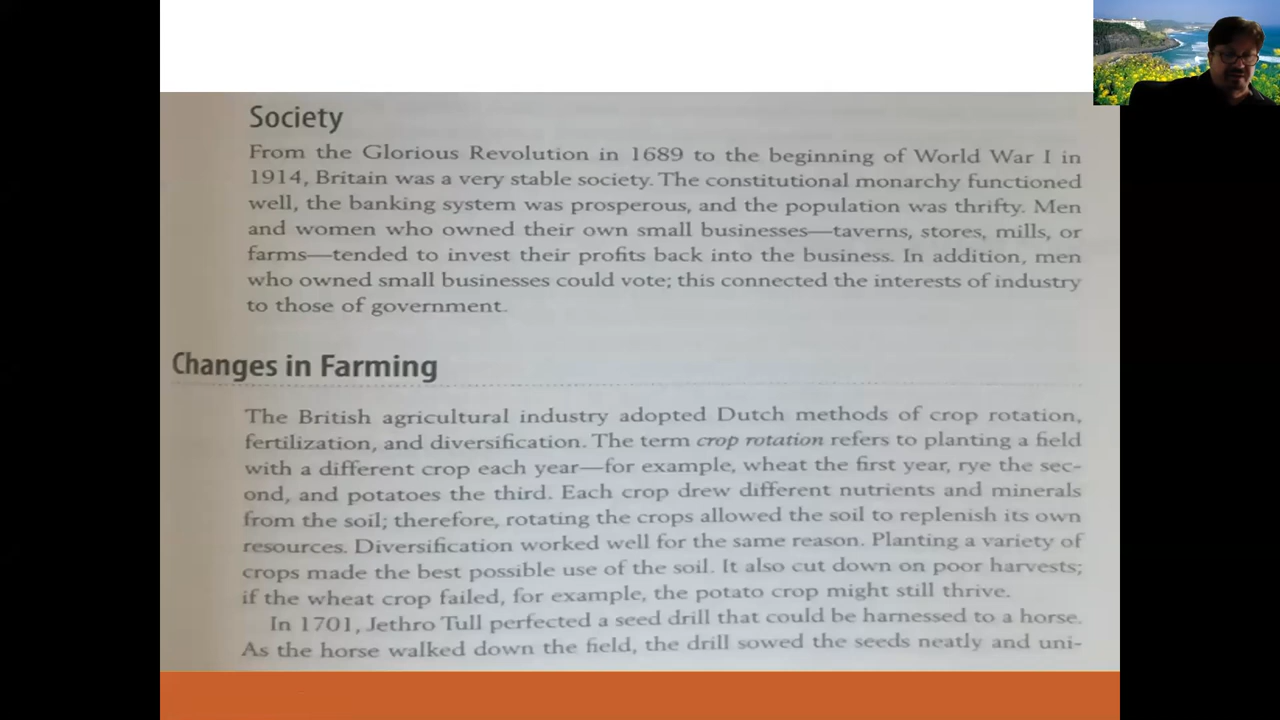 Society
From the Glorious Revolution in 1689 to the beginning of World War I in
1914, Britain was a very stable society. The constitutional monarchy functioned
well, the banking system was prosperous, and the population was thrifty. Men
and women who owned their own small businesses—taverns, stores, mills, or
farms—tended to invest their profits back into the business. In addition, men
who owned small businesses could vote; this connected the interests of industry
to those of government.
Changes in Farming
The British agricultural industry adopted Dutch methods of crop rotation,
fertilization, and diversification. The term crop rotation refers to planting a field
with a different crop each year—for example, wheat the first year, rye the sec-
ond, and potatoes the third. Each crop drew different nutrients and minerals
from the soil; therefore, rotating the crops allowed the soil to replenish its own
resources. Diversification worked well for the same reason. Planting a variety of
crops made the best possible use of the soil. It also cut down on poor harvests;
if the wheat crop failed, for example, the potato crop might still thrive.
In 1701, Jethro Tull perfected a seed drill that could be harnessed to a horse.
As the horse walked down the field, the drill sowed the seeds neatly and uni-